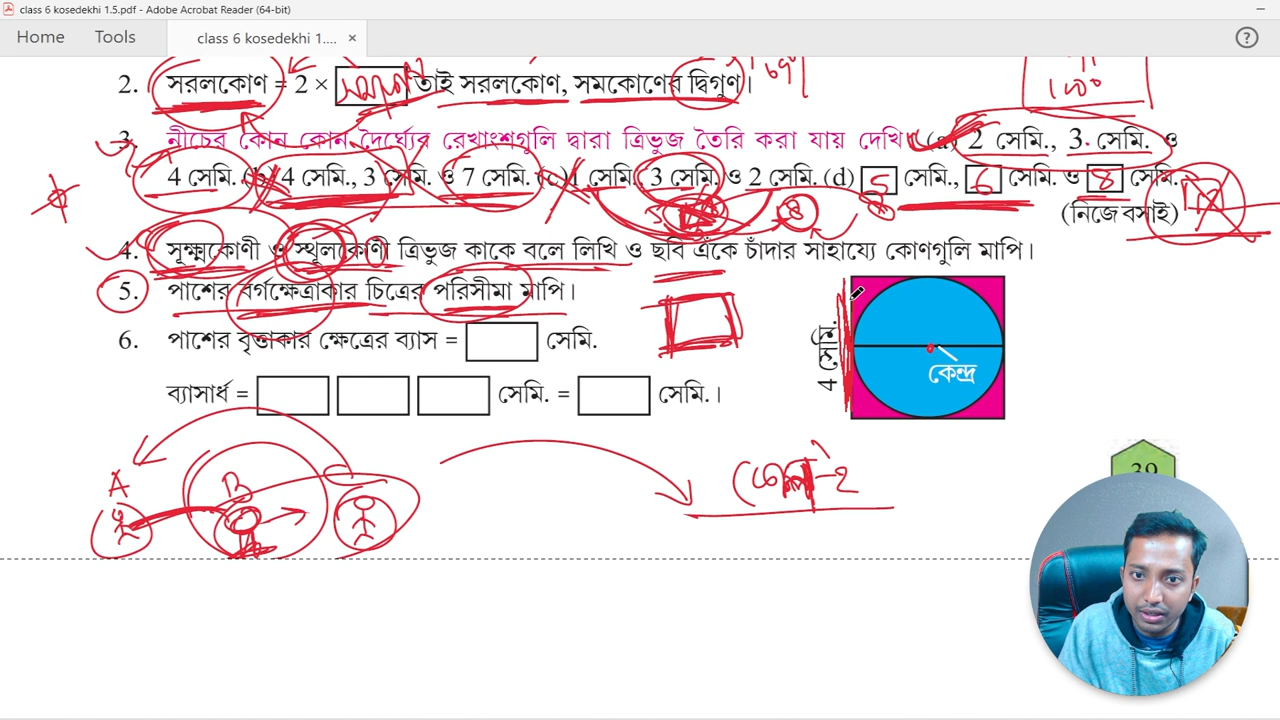 class 6 kosedekhi 1.5.pdf - Adobe Acrobat Reader (64-bit)
Home Tools class 6 kosedekhi 1.... ×
2. সরলকোণ = 2 × তাই সরলকোণ, সমকোণের দ্বিগুণ।
3. নীচের কোন কোন দৈর্ঘ্যের রেখাংশগুলি দ্বারা ত্রিভুজ তৈরি করা যায় দেখি। (a) 2 সেমি., 3 সেমি. ও
4 সেমি. (b) 4 সেমি., 3 সেমি. ও 7 সেমি. (c) 1 সেমি. 3 সেমি. ও 2 সেমি. (d) 5 সেমি., 6 সেমি. ও 8 সেমি.
(নিজে বসাই)
4. সূক্ষ্মকোণী ও স্থূলকোণী ত্রিভুজ কাকে বলে লিখি ও ছবি এঁকে চাঁদার সাহায্যে কোণগুলি মাপি।
5. পাশের বর্গক্ষেত্রাকার চিত্রের পরিসীমা মাপি।
6. পাশের বৃত্তাকার ক্ষেত্রের ব্যাস = সেমি.
ব্যাসার্ধ = সেমি. = সেমি.।
4 সেমি.
কেন্দ্র
A B
39